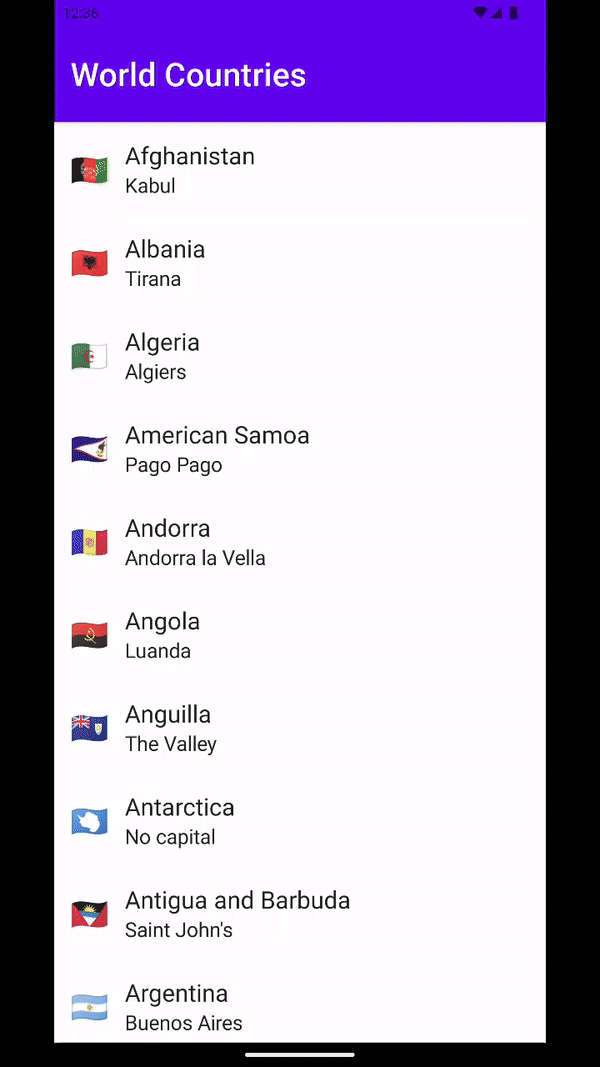 12:36
World Countries
Afghanistan
Kabul
Albania
Tirana
Algeria
Algiers
American Samoa
Pago Pago
Andorra
Andorra la Vella
Angola
Luanda
Anguilla
The Valley
Antarctica
No capital
Antigua and Barbuda
Saint John's
Argentina
Buenos Aires